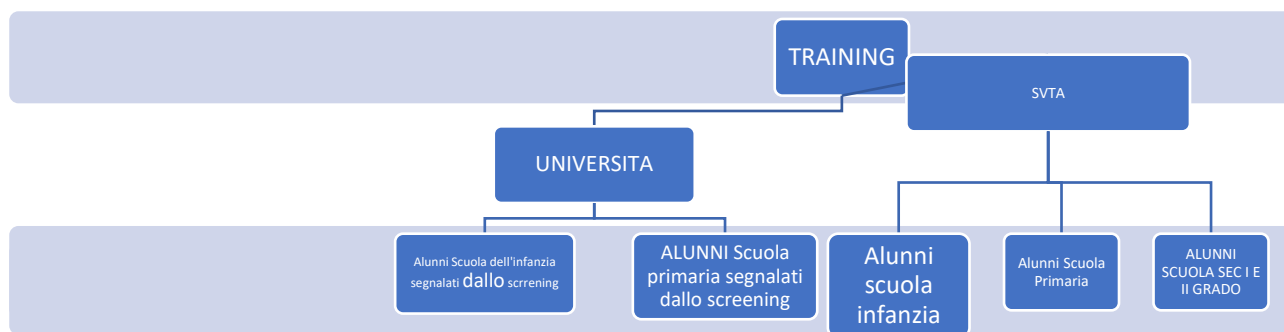 TRAINING
SVTA
UNIVERSITA
Alunni Scuola dell'infanzia
segnalati dallo scrrening
ALUNNI Scuola
primaria segnalati
dallo screening
Alunni
scuola
infanzia
Alunni Scuola
Primaria
ALUNNI
SCUOLA SEC I E
II GRADO